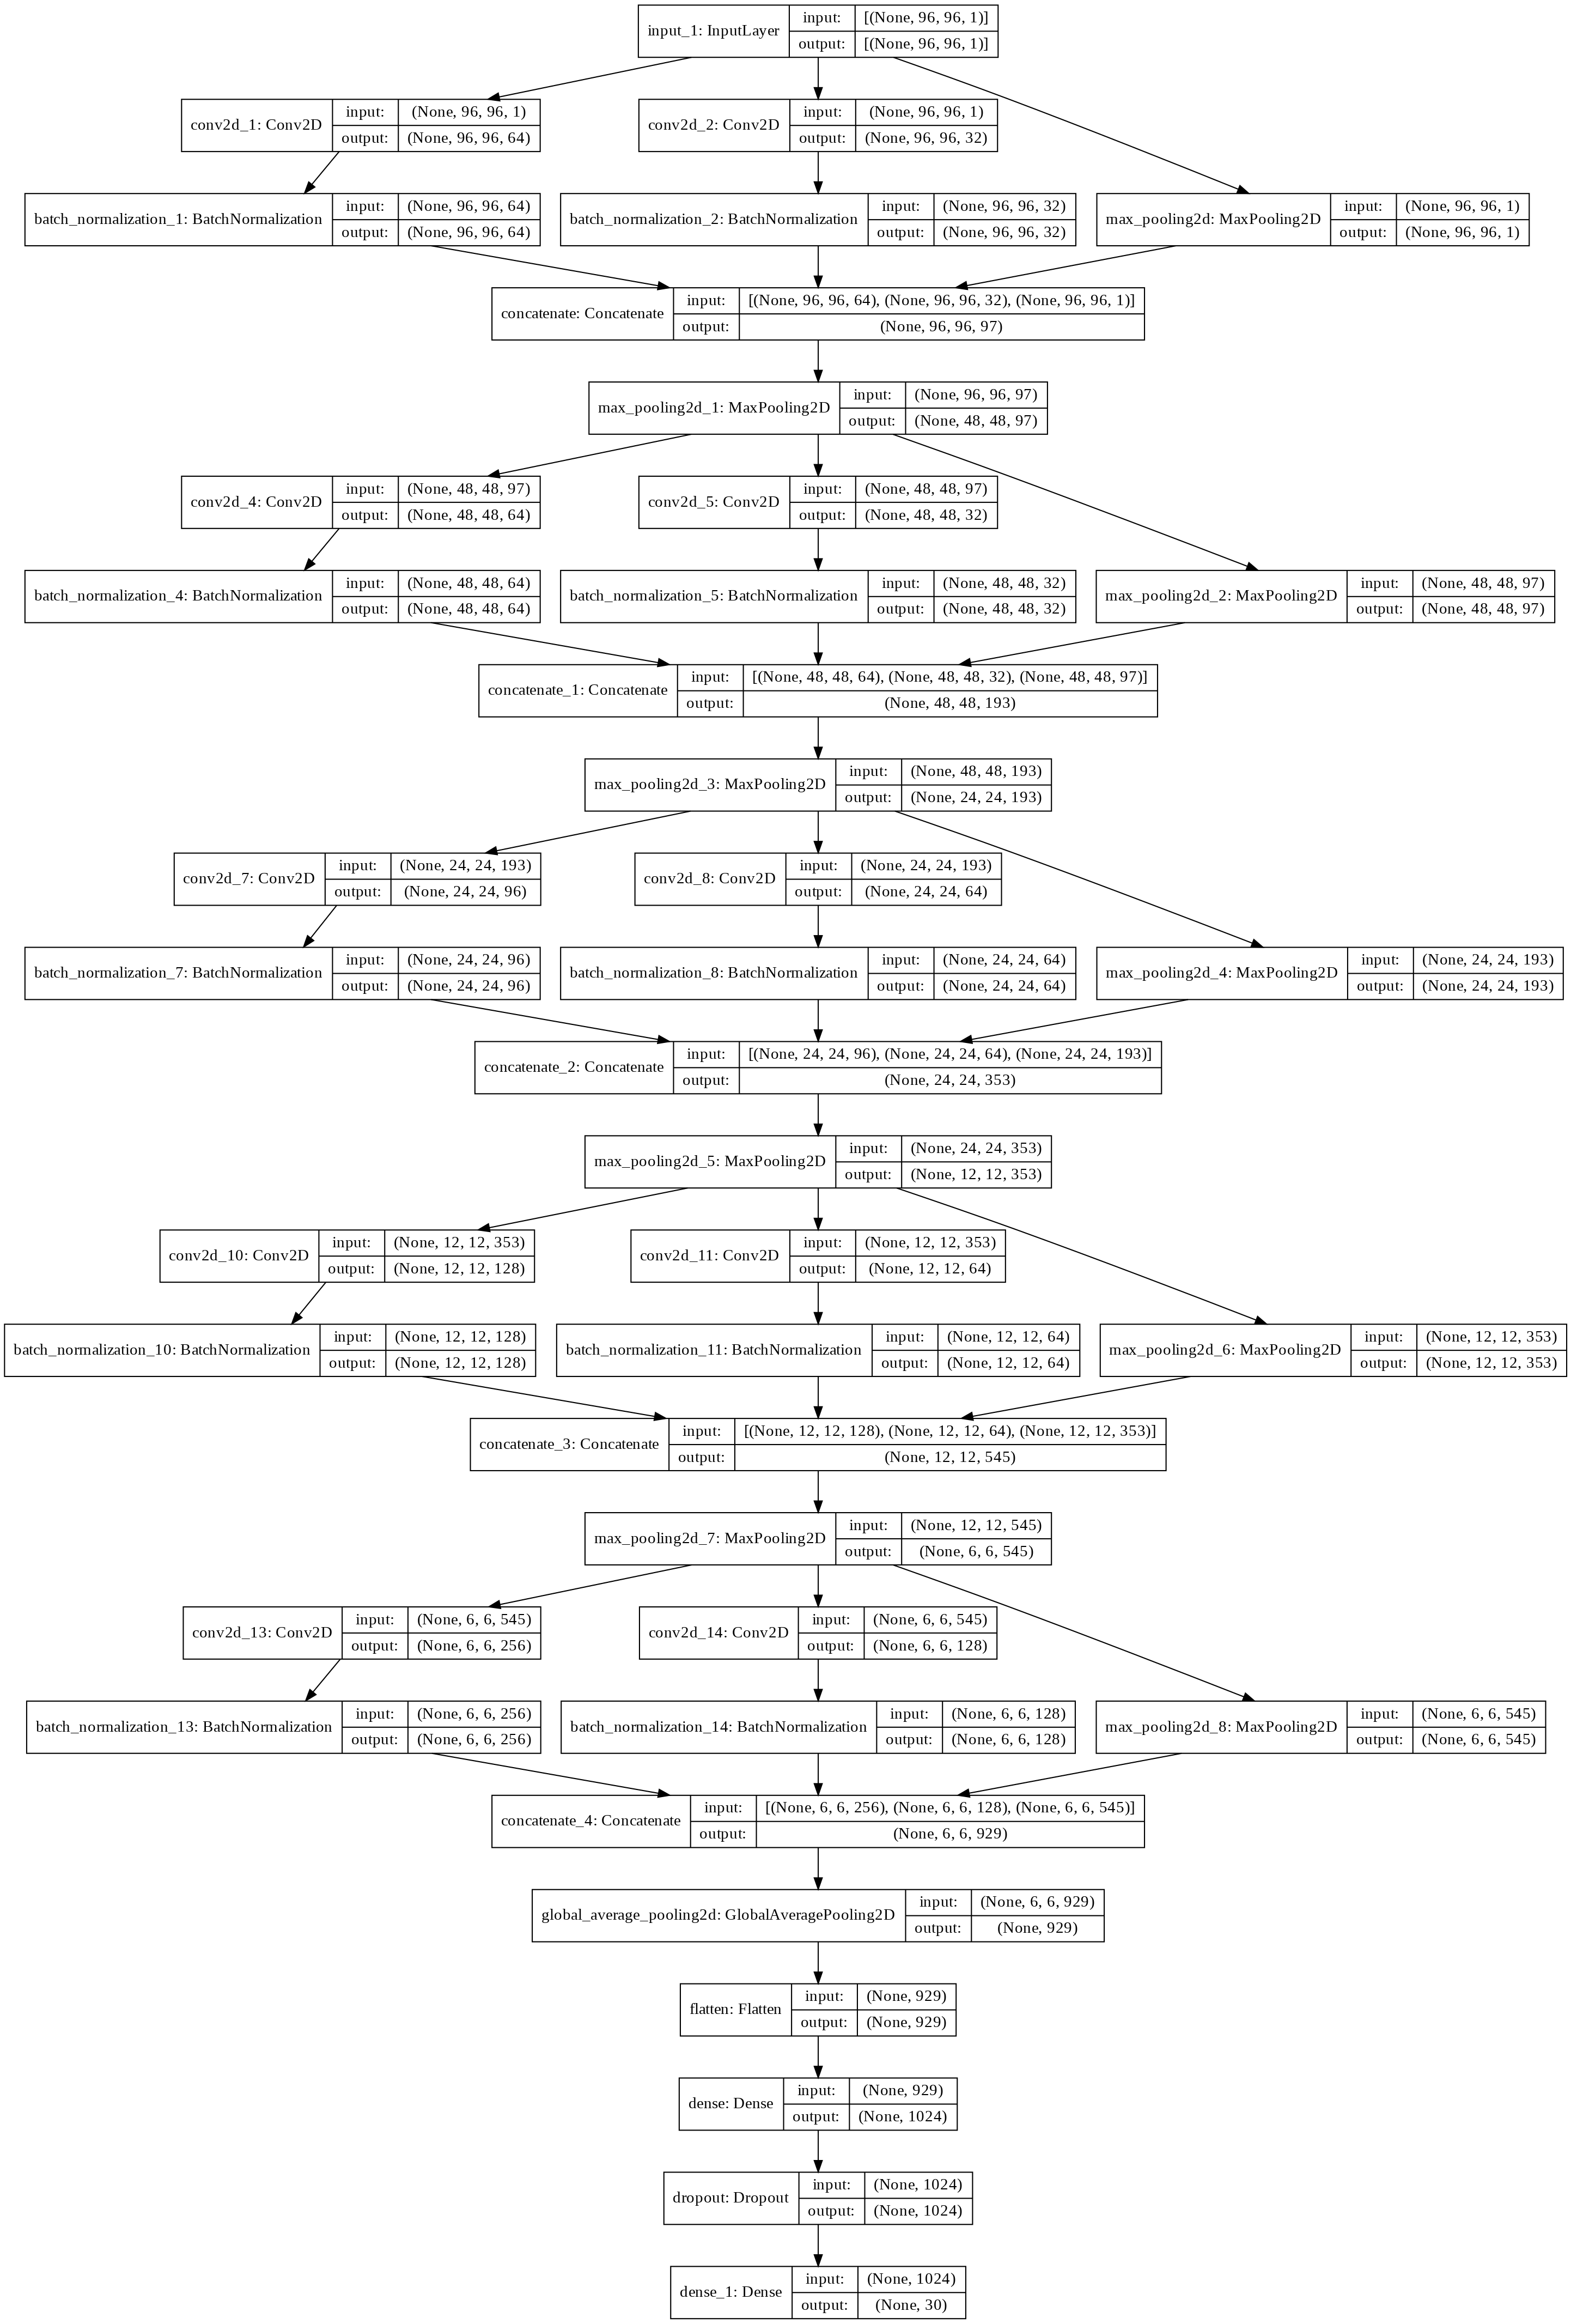 input_1: InputLayer
input: [(None, 96, 96, 1)]
output: [(None, 96, 96, 1)]
conv2d_1: Conv2D
input: (None, 96, 96, 1)
output: (None, 96, 96, 64)
conv2d_2: Conv2D
input: (None, 96, 96, 1)
output: (None, 96, 96, 32)
batch_normalization_1: BatchNormalization
input: (None, 96, 96, 64)
output: (None, 96, 96, 64)
batch_normalization_2: BatchNormalization
input: (None, 96, 96, 32)
output: (None, 96, 96, 32)
max_pooling2d: MaxPooling2D
input: (None, 96, 96, 1)
output: (None, 96, 96, 1)
concatenate: Concatenate
input: [(None, 96, 96, 64), (None, 96, 96, 32), (None, 96, 96, 1)]
output: (None, 96, 96, 97)
max_pooling2d_1: MaxPooling2D
input: (None, 96, 96, 97)
output: (None, 48, 48, 97)
conv2d_4: Conv2D
input: (None, 48, 48, 97)
output: (None, 48, 48, 64)
conv2d_5: Conv2D
input: (None, 48, 48, 97)
output: (None, 48, 48, 32)
batch_normalization_4: BatchNormalization
input: (None, 48, 48, 64)
output: (None, 48, 48, 64)
batch_normalization_5: BatchNormalization
input: (None, 48, 48, 32)
output: (None, 48, 48, 32)
max_pooling2d_2: MaxPooling2D
input: (None, 48, 48, 97)
output: (None, 48, 48, 97)
concatenate_1: Concatenate
input: [(None, 48, 48, 64), (None, 48, 48, 32), (None, 48, 48, 97)]
output: (None, 48, 48, 193)
max_pooling2d_3: MaxPooling2D
input: (None, 48, 48, 193)
output: (None, 24, 24, 193)
conv2d_7: Conv2D
input: (None, 24, 24, 193)
output: (None, 24, 24, 96)
conv2d_8: Conv2D
input: (None, 24, 24, 193)
output: (None, 24, 24, 64)
batch_normalization_7: BatchNormalization
input: (None, 24, 24, 96)
output: (None, 24, 24, 96)
batch_normalization_8: BatchNormalization
input: (None, 24, 24, 64)
output: (None, 24, 24, 64)
max_pooling2d_4: MaxPooling2D
input: (None, 24, 24, 193)
output: (None, 24, 24, 193)
concatenate_2: Concatenate
input: [(None, 24, 24, 96), (None, 24, 24, 64), (None, 24, 24, 193)]
output: (None, 24, 24, 353)
max_pooling2d_5: MaxPooling2D
input: (None, 24, 24, 353)
output: (None, 12, 12, 353)
conv2d_10: Conv2D
input: (None, 12, 12, 353)
output: (None, 12, 12, 128)
conv2d_11: Conv2D
input: (None, 12, 12, 353)
output: (None, 12, 12, 64)
batch_normalization_10: BatchNormalization
input: (None, 12, 12, 128)
output: (None, 12, 12, 128)
batch_normalization_11: BatchNormalization
input: (None, 12, 12, 64)
output: (None, 12, 12, 64)
max_pooling2d_6: MaxPooling2D
input: (None, 12, 12, 353)
output: (None, 12, 12, 353)
concatenate_3: Concatenate
input: [(None, 12, 12, 128), (None, 12, 12, 64), (None, 12, 12, 353)]
output: (None, 12, 12, 545)
max_pooling2d_7: MaxPooling2D
input: (None, 12, 12, 545)
output: (None, 6, 6, 545)
conv2d_13: Conv2D
input: (None, 6, 6, 545)
output: (None, 6, 6, 256)
conv2d_14: Conv2D
input: (None, 6, 6, 545)
output: (None, 6, 6, 128)
batch_normalization_13: BatchNormalization
input: (None, 6, 6, 256)
output: (None, 6, 6, 256)
batch_normalization_14: BatchNormalization
input: (None, 6, 6, 128)
output: (None, 6, 6, 128)
max_pooling2d_8: MaxPooling2D
input: (None, 6, 6, 545)
output: (None, 6, 6, 545)
concatenate_4: Concatenate
input: [(None, 6, 6, 256), (None, 6, 6, 128), (None, 6, 6, 545)]
output: (None, 6, 6, 929)
global_average_pooling2d: GlobalAveragePooling2D
input: (None, 6, 6, 929)
output: (None, 929)
flatten: Flatten
input: (None, 929)
output: (None, 929)
dense: Dense
input: (None, 929)
output: (None, 1024)
dropout: Dropout
input: (None, 1024)
output: (None, 1024)
dense_1: Dense
input: (None, 1024)
output: (None, 30)